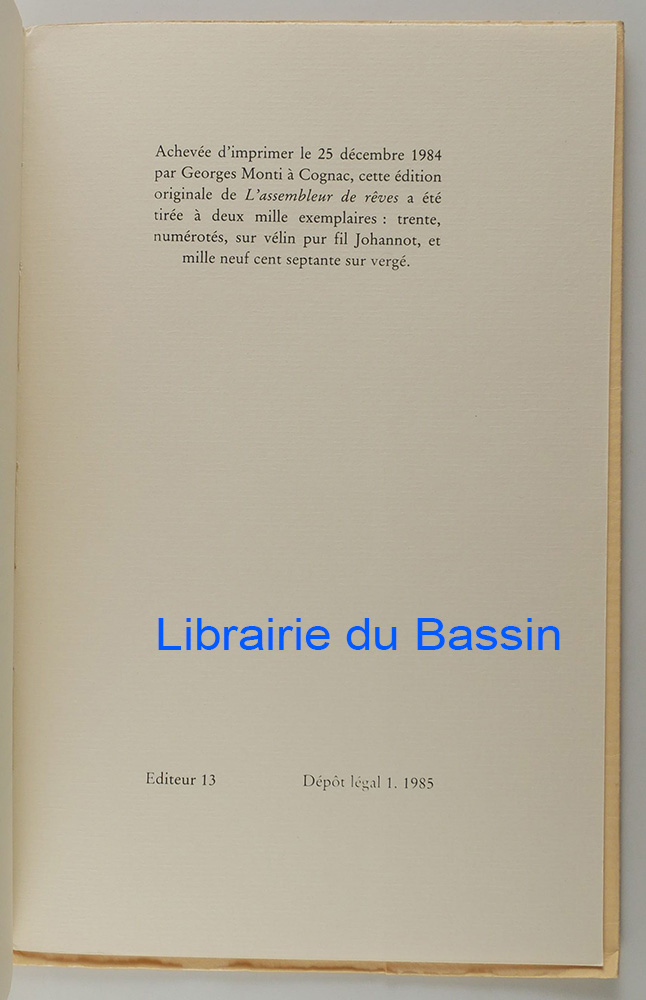 Achevée d'imprimer le 25 décembre 1984
par Georges Monti à Cognac, cette édition
originale de L'assembleur de rêves a été
tirée à deux mille exemplaires : trente,
numérotés, sur vélin pur fil Johannot, et
mille neuf cent septante sur vergé.
Librairie du Bassin
Editeur 13 Dépôt légal 1. 1985